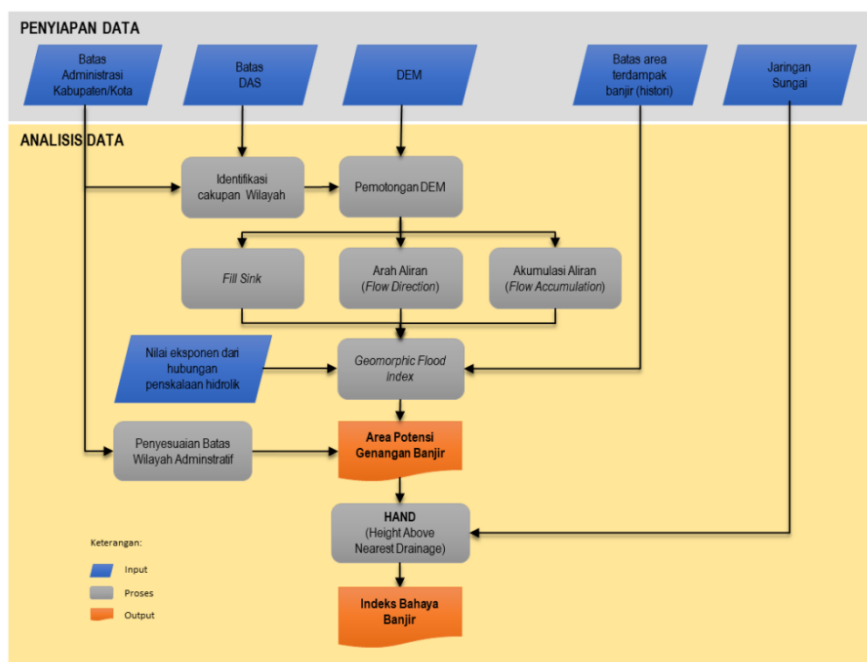 PENYIAPAN DATA
Batas
Administrasi
Kabupaten/Kota
Batas
DAS
DEM
Batas area
terdampak
banjir (histori)
Jaringan
Sungai
ANALISIS DATA
Identifikasi
cakupan Wilayah
Pemotongan DEM
Fill Sink
Arah Aliran
(Flow Direction)
Akumulasi Aliran
(Flow Accumulation)
Nilai eksponen dari
hubungan
penskalaan hidrolik
Geomorphic Flood
index
Penyesuaian Batas
Wilayah Adminstratif
Area Potensi
Genangan Banjir
HAND
(Height Above
Nearest Drainage)
Indeks Bahaya
Banjir
Keterangan:
Input
Proses
Output